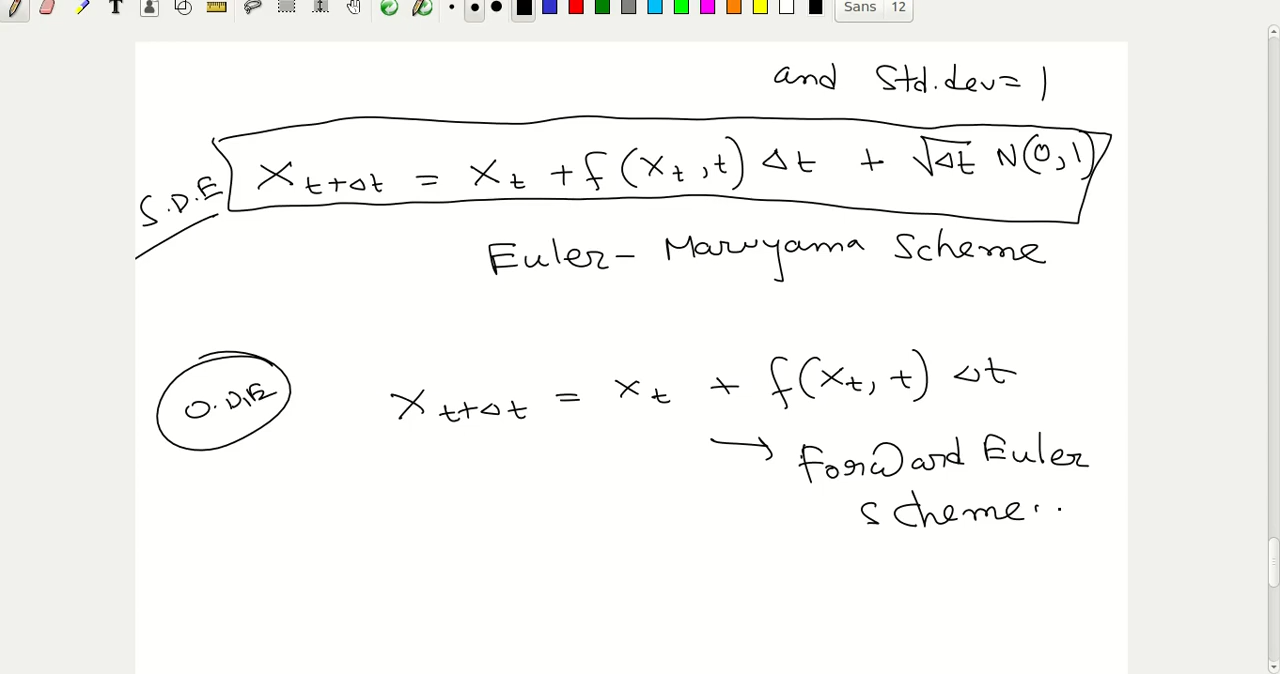 Sans 12
and Std.dev= 1
S.D.E X_{t+Δt} = X_t + f(X_t,t) Δt + √Δt N(0,1)
Euler- Maruyama Scheme
O.D.E X_{t+Δt} = X_t + f(X_t, t) Δt
→ Forward Euler
scheme..